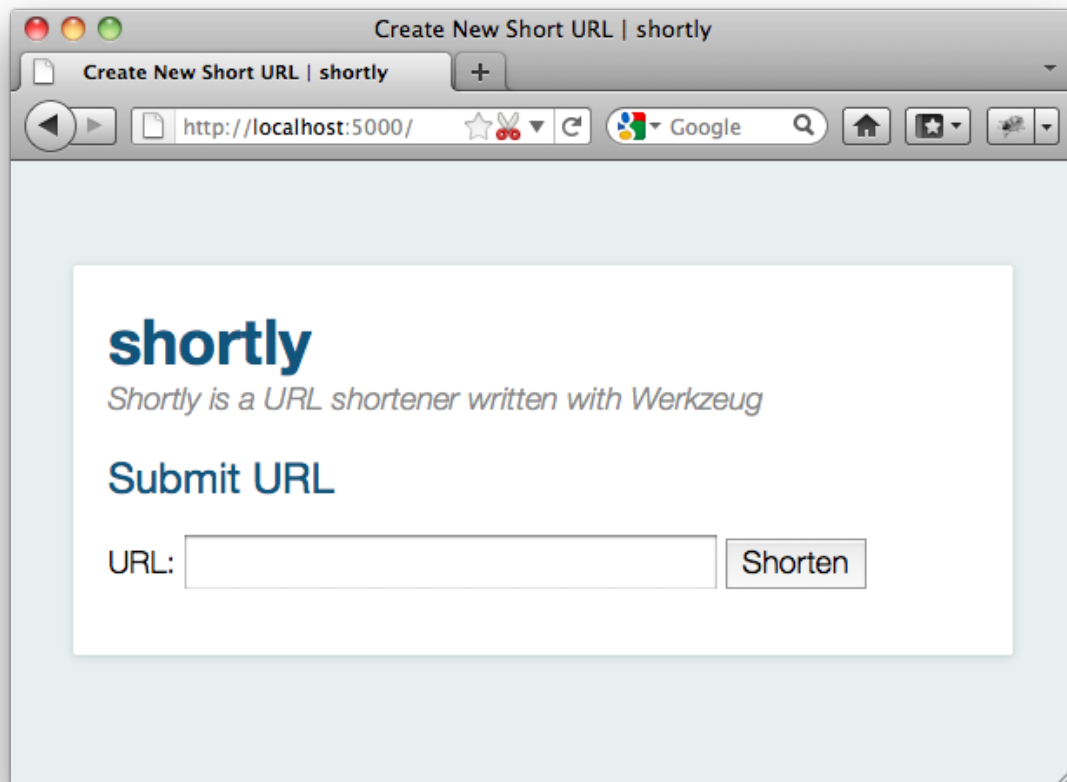 Create New Short URL | shortly
Create New Short URL | shortly
http://localhost:5000/ Google
shortly
Shortly is a URL shortener written with Werkzeug
Submit URL
URL: Shorten